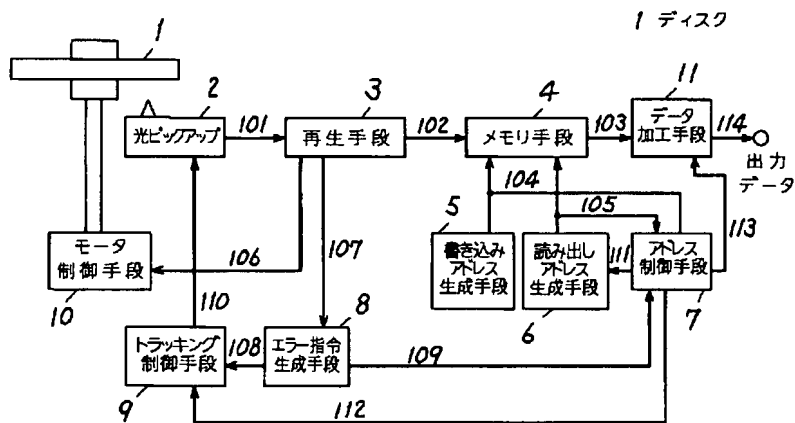 1 ディスク
1
2
3
4
11
光ピックアップ
101
再生手段
102
メモリ手段
103
データ
加工手段
114
出力
データ
104
105
113
5
書き込み
アドレス
生成手段
読み出し
アドレス
生成手段
6
111
アドレス
制御手段
7
モータ
制御手段
10
106
107
110
8
トラッキング
制御手段
9
108
エラー指令
生成手段
109
112